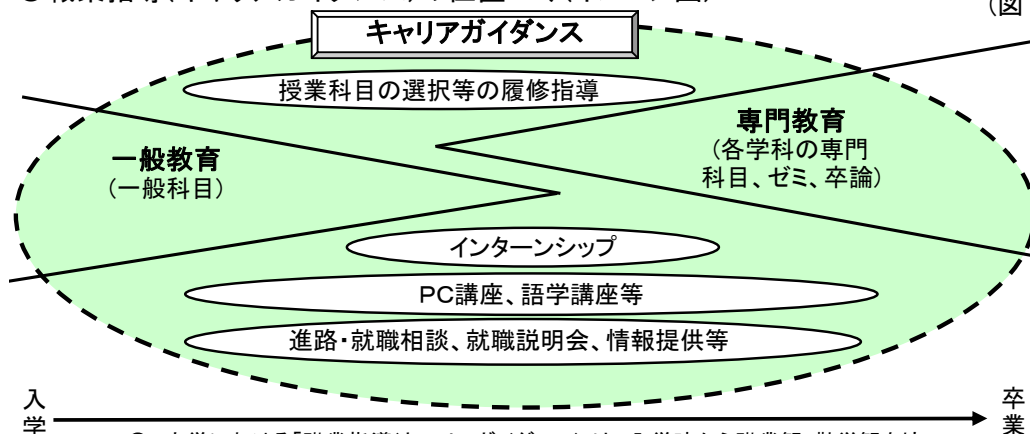 (図
キャリアガイダンス
授業科目の選択等の履修指導
専門教育
(各学科の専門
科目、ゼミ、卒論)
一般教育
(一般科目)
インターンシップ
PC講座、語学講座等
進路・就職相談、就職説明会、情報提供等
入学
卒業